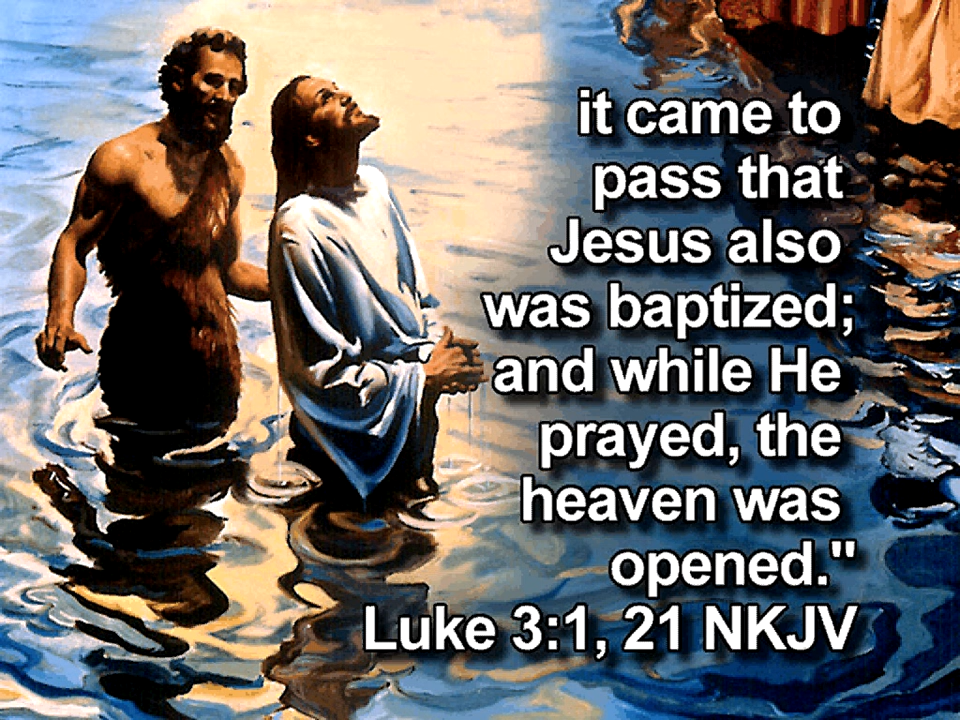 it came to
pass that
Jesus also
was baptized;
and while He
prayed, the
heaven was
opened."
Luke 3:1, 21 NKJV